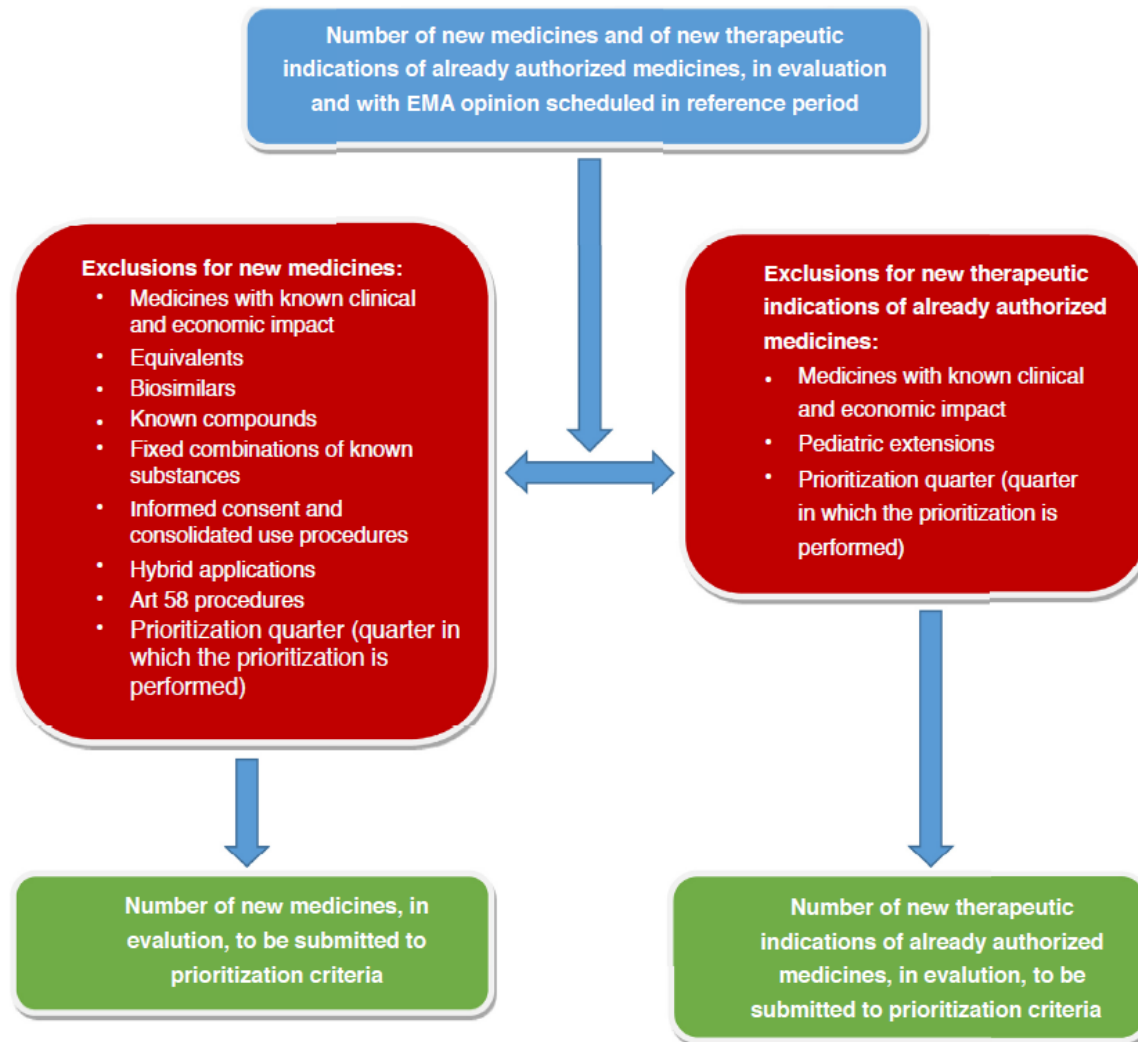 Number of new medicines and of new therapeutic
indications of already authorized medicines, in evaluation
and with EMA opinion scheduled in reference period
Exclusions for new medicines:
• Medicines with known clinical
and economic impact
• Equivalents
• Biosimilars
• Known compounds
• Fixed combinations of known
substances
• Informed consent and
consolidated use procedures
• Hybrid applications
• Art 58 procedures
• Prioritization quarter (quarter in
which the prioritization is
performed)
Exclusions for new therapeutic
indications of already authorized
medicines:
• Medicines with known clinical
and economic impact
• Pediatric extensions
• Prioritization quarter (quarter
in which the prioritization is
performed)
Number of new medicines, in
evalution, to be submitted to
prioritization criteria
Number of new therapeutic
indications of already authorized
medicines, in evalution, to be
submitted to prioritization criteria